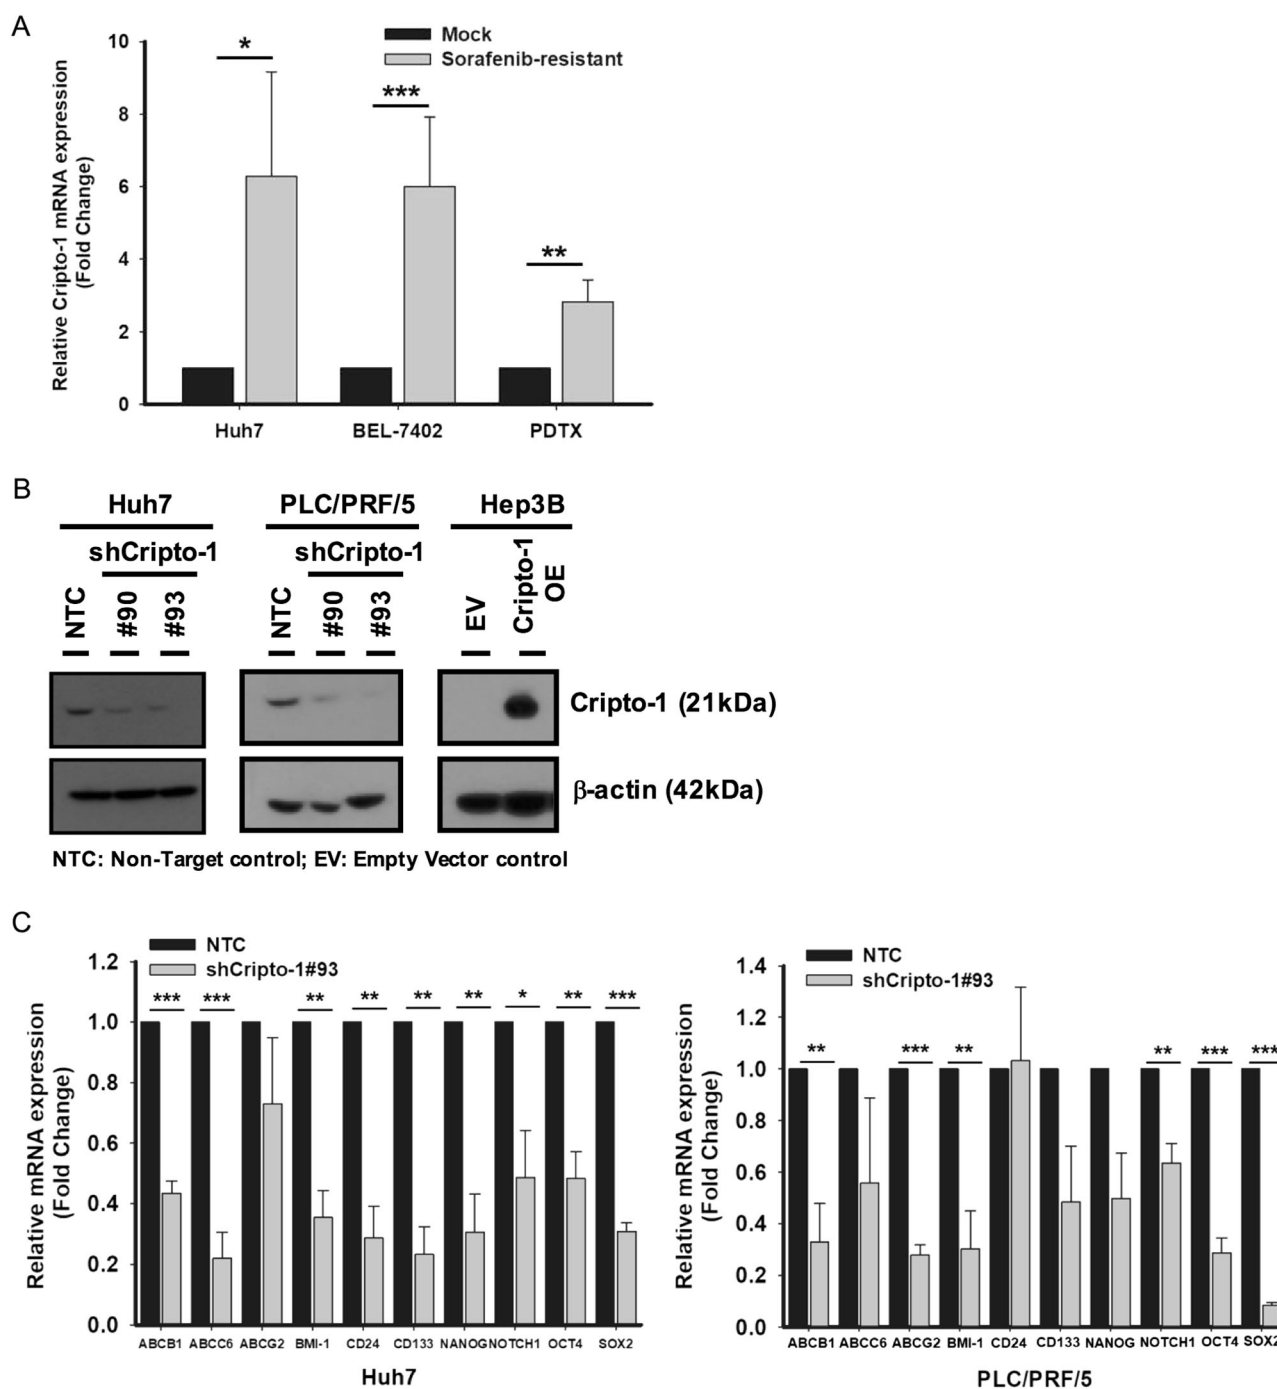 A
Mock
Sorafenib-resistant
Relative Cripto-1 mRNA expression
(Fold Change)
10
8
6
4
2
0
* *** **
Huh7 BEL-7402 PDTX
B
Huh7 PLC/PRF/5 Hep3B
shCripto-1 shCripto-1
NTC #90 #93 NTC #90 #93 EV Cripto-1 OE
Cripto-1 (21kDa)
β-actin (42kDa)
NTC: Non-Target control; EV: Empty Vector control
C
NTC
shCripto-1#93
Relative mRNA expression
(Fold Change)
1.2
1.0
0.8
0.6
0.4
0.2
0.0
*** *** ** ** ** ** * ** ***
ABCB1 ABCC6 ABCG2 BMI-1 CD24 CD133 NANOG NOTCH1 OCT4 SOX2
Huh7
NTC
shCripto-1#93
Relative mRNA expression
(Fold Change)
1.4
1.2
1.0
0.8
0.6
0.4
0.2
0.0
** *** ** ** *** ***
ABCB1 ABCC6 ABCG2 BMI-1 CD24 CD133 NANOG NOTCH1 OCT4 SOX2
PLC/PRF/5